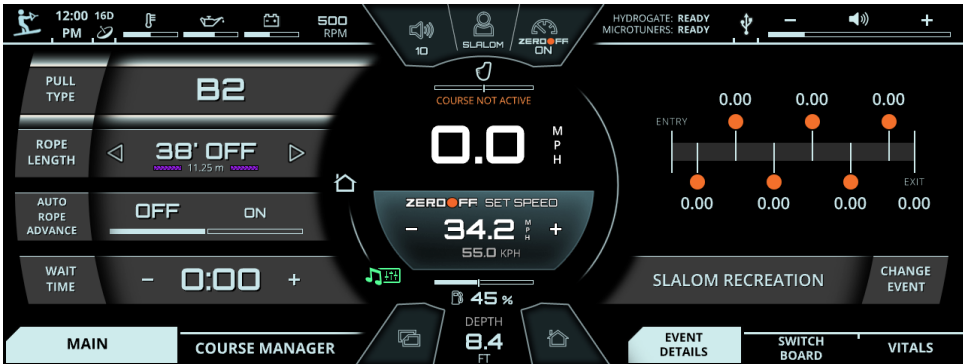 12:00
PM
16D
500
RPM
10
SLALOM
ZEROOFF
ON
HYDROGATE: READY
MICROTUNERS: READY
-
+
PULL
TYPE
B2
ROPE
LENGTH
38' OFF
11.25 m
AUTO
ROPE
ADVANCE
OFF ON
WAIT
TIME
- 0:00 +
COURSE NOT ACTIVE
0.0
M
P
H
ZEROOFF SET SPEED
- 34.2 MPH +
55.0 KPH
45 %
DEPTH
8.4
FT
0.00 0.00 0.00
ENTRY
EXIT
0.00 0.00 0.00 0.00
SLALOM RECREATION
CHANGE
EVENT
MAIN
COURSE MANAGER
EVENT
DETAILS
SWITCH
BOARD
VITALS